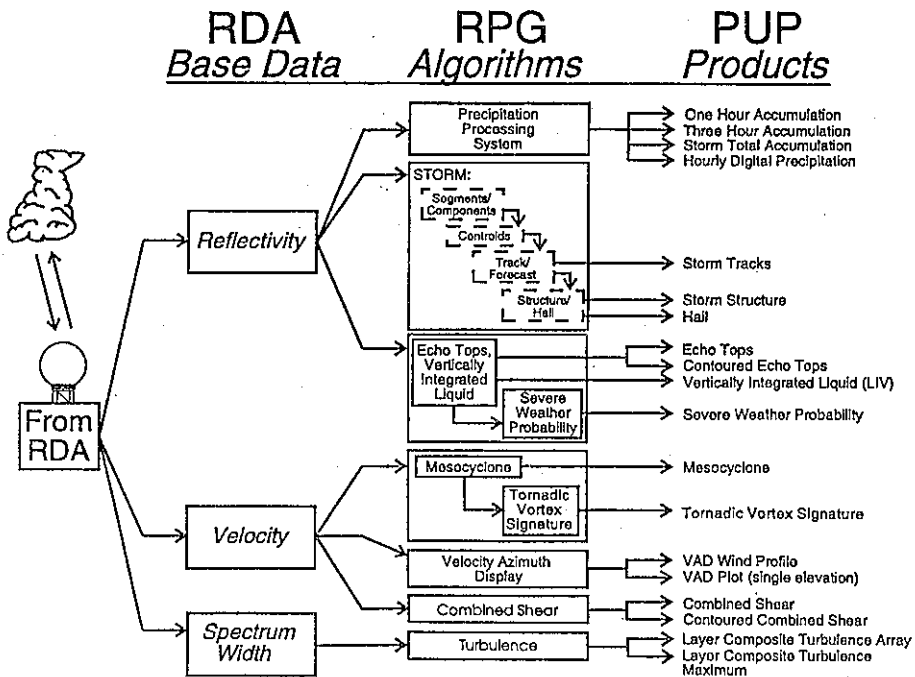 RDA
Base Data
RPG
Algorithms
PUP
Products
From
RDA
Reflectivity
Velocity
Spectrum
Width
Precipitation
Processing
System
STORM:
Segments/
Components
Centroids
Track/
Forecast
Structure/
Hail
Echo Tops,
Vertically
Integrated
Liquid
Severe
Weather
Probability
Mesocyclone
Tornadic
Vortex
Signature
Velocity Azimuth
Display
Combined Shear
Turbulence
One Hour Accumulation
Three Hour Accumulation
Storm Total Accumulation
Hourly Digital Precipitation
Storm Tracks
Storm Structure
Hail
Echo Tops
Contoured Echo Tops
Vertically Integrated Liquid (LIV)
Severe Weather Probability
Mesocyclone
Tornadic Vortex Signature
VAD Wind Profile
VAD Plot (single elevation)
Combined Shear
Contoured Combined Shear
Layer Composite Turbulence Array
Layer Composite Turbulence
Maximum